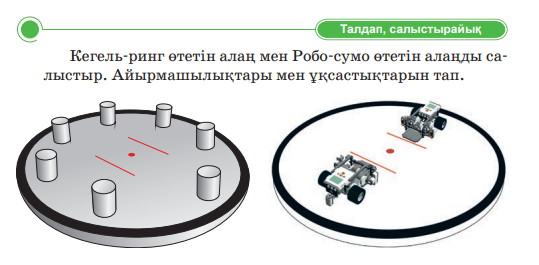 Талдап, салыстырайық
Кегель-ринг өтетін алаң мен Робо-сумо өтетін алаңды са-
лыстыр. Айырмашылықтары мен ұқсастықтарын тап.